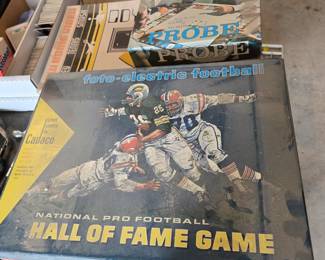 PROBE
PROBE
foto-electric football
Cadaco
NATIONAL PRO FOOTBALL
HALL OF FAME GAME